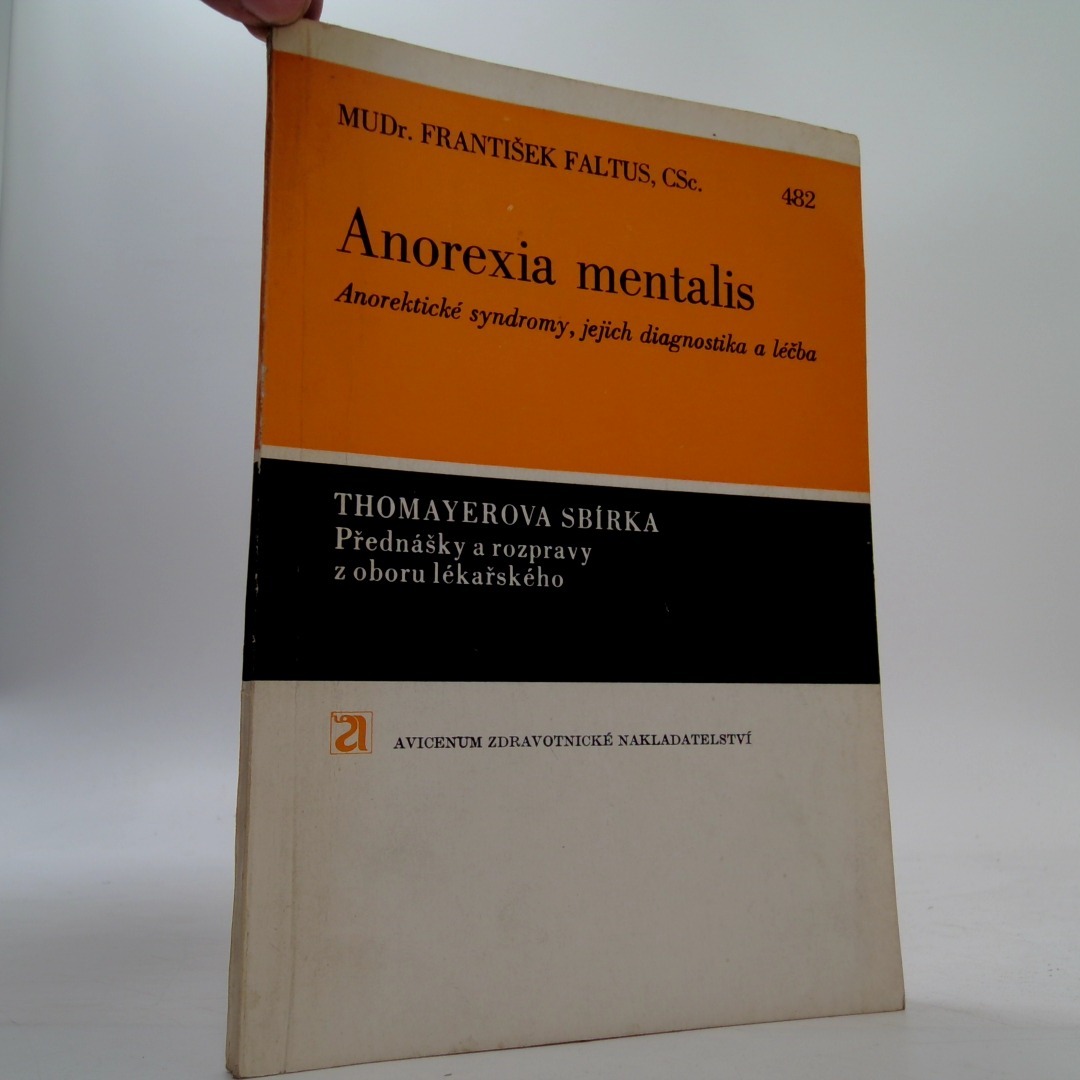 MUDr. FRANTIŠEK FALTUS, CSc. 482
Anorexia mentalis
Anorektické syndromy, jejich diagnostika a léčba
THOMAYEROVA SBÍRKA
Přednášky a rozpravy
z oboru lékařského
AVICENUM ZDRAVOTNICKÉ NAKLADATELSTVÍ